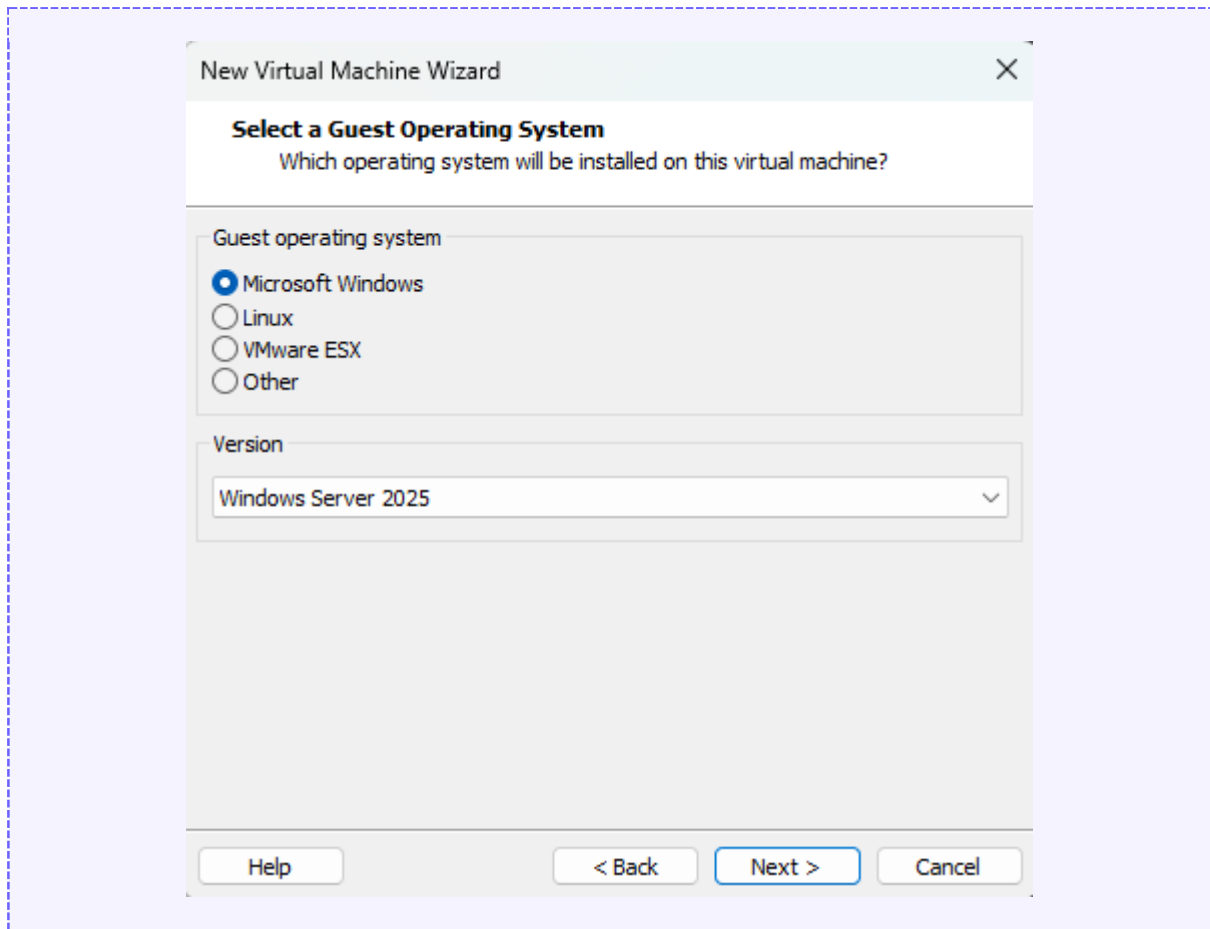 New Virtual Machine Wizard
Select a Guest Operating System
Which operating system will be installed on this virtual machine?
Guest operating system
Microsoft Windows
Linux
VMware ESX
Other
Version
Windows Server 2025
Help
< Back
Next >
Cancel